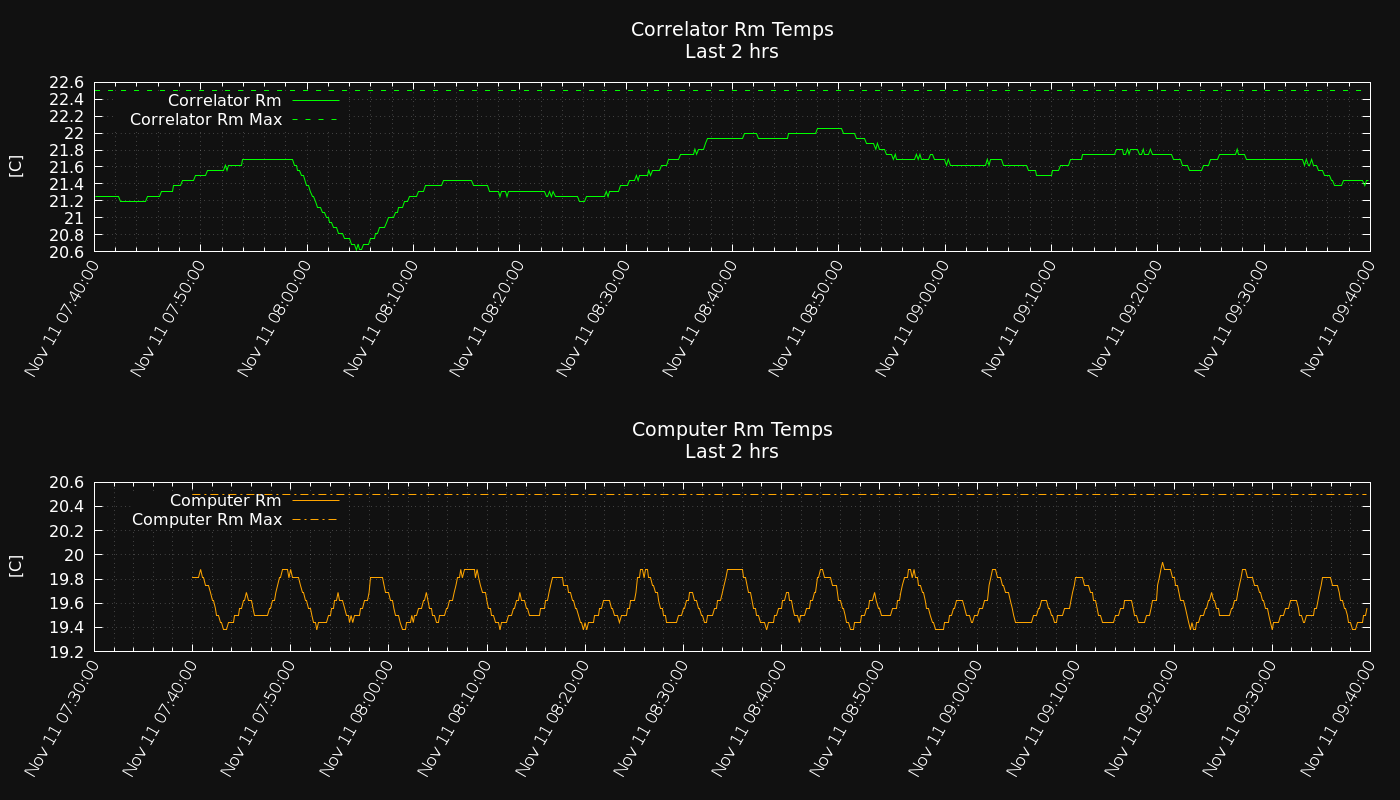 Correlator Rm Temps
Last 2 hrs
22.6
22.4
22.2
22
21.8
21.6
21.4
21.2
21
20.8
20.6
[C]
Correlator Rm
Correlator Rm Max
Nov 11 07:40:00
Nov 11 07:50:00
Nov 11 08:00:00
Nov 11 08:10:00
Nov 11 08:20:00
Nov 11 08:30:00
Nov 11 08:40:00
Nov 11 08:50:00
Nov 11 09:00:00
Nov 11 09:10:00
Nov 11 09:20:00
Nov 11 09:30:00
Nov 11 09:40:00
Computer Rm Temps
Last 2 hrs
20.6
20.4
20.2
20
19.8
19.6
19.4
19.2
[C]
Computer Rm
Computer Rm Max
Nov 11 07:30:00
Nov 11 07:40:00
Nov 11 07:50:00
Nov 11 08:00:00
Nov 11 08:10:00
Nov 11 08:20:00
Nov 11 08:30:00
Nov 11 08:40:00
Nov 11 08:50:00
Nov 11 09:00:00
Nov 11 09:10:00
Nov 11 09:20:00
Nov 11 09:30:00
Nov 11 09:40:00